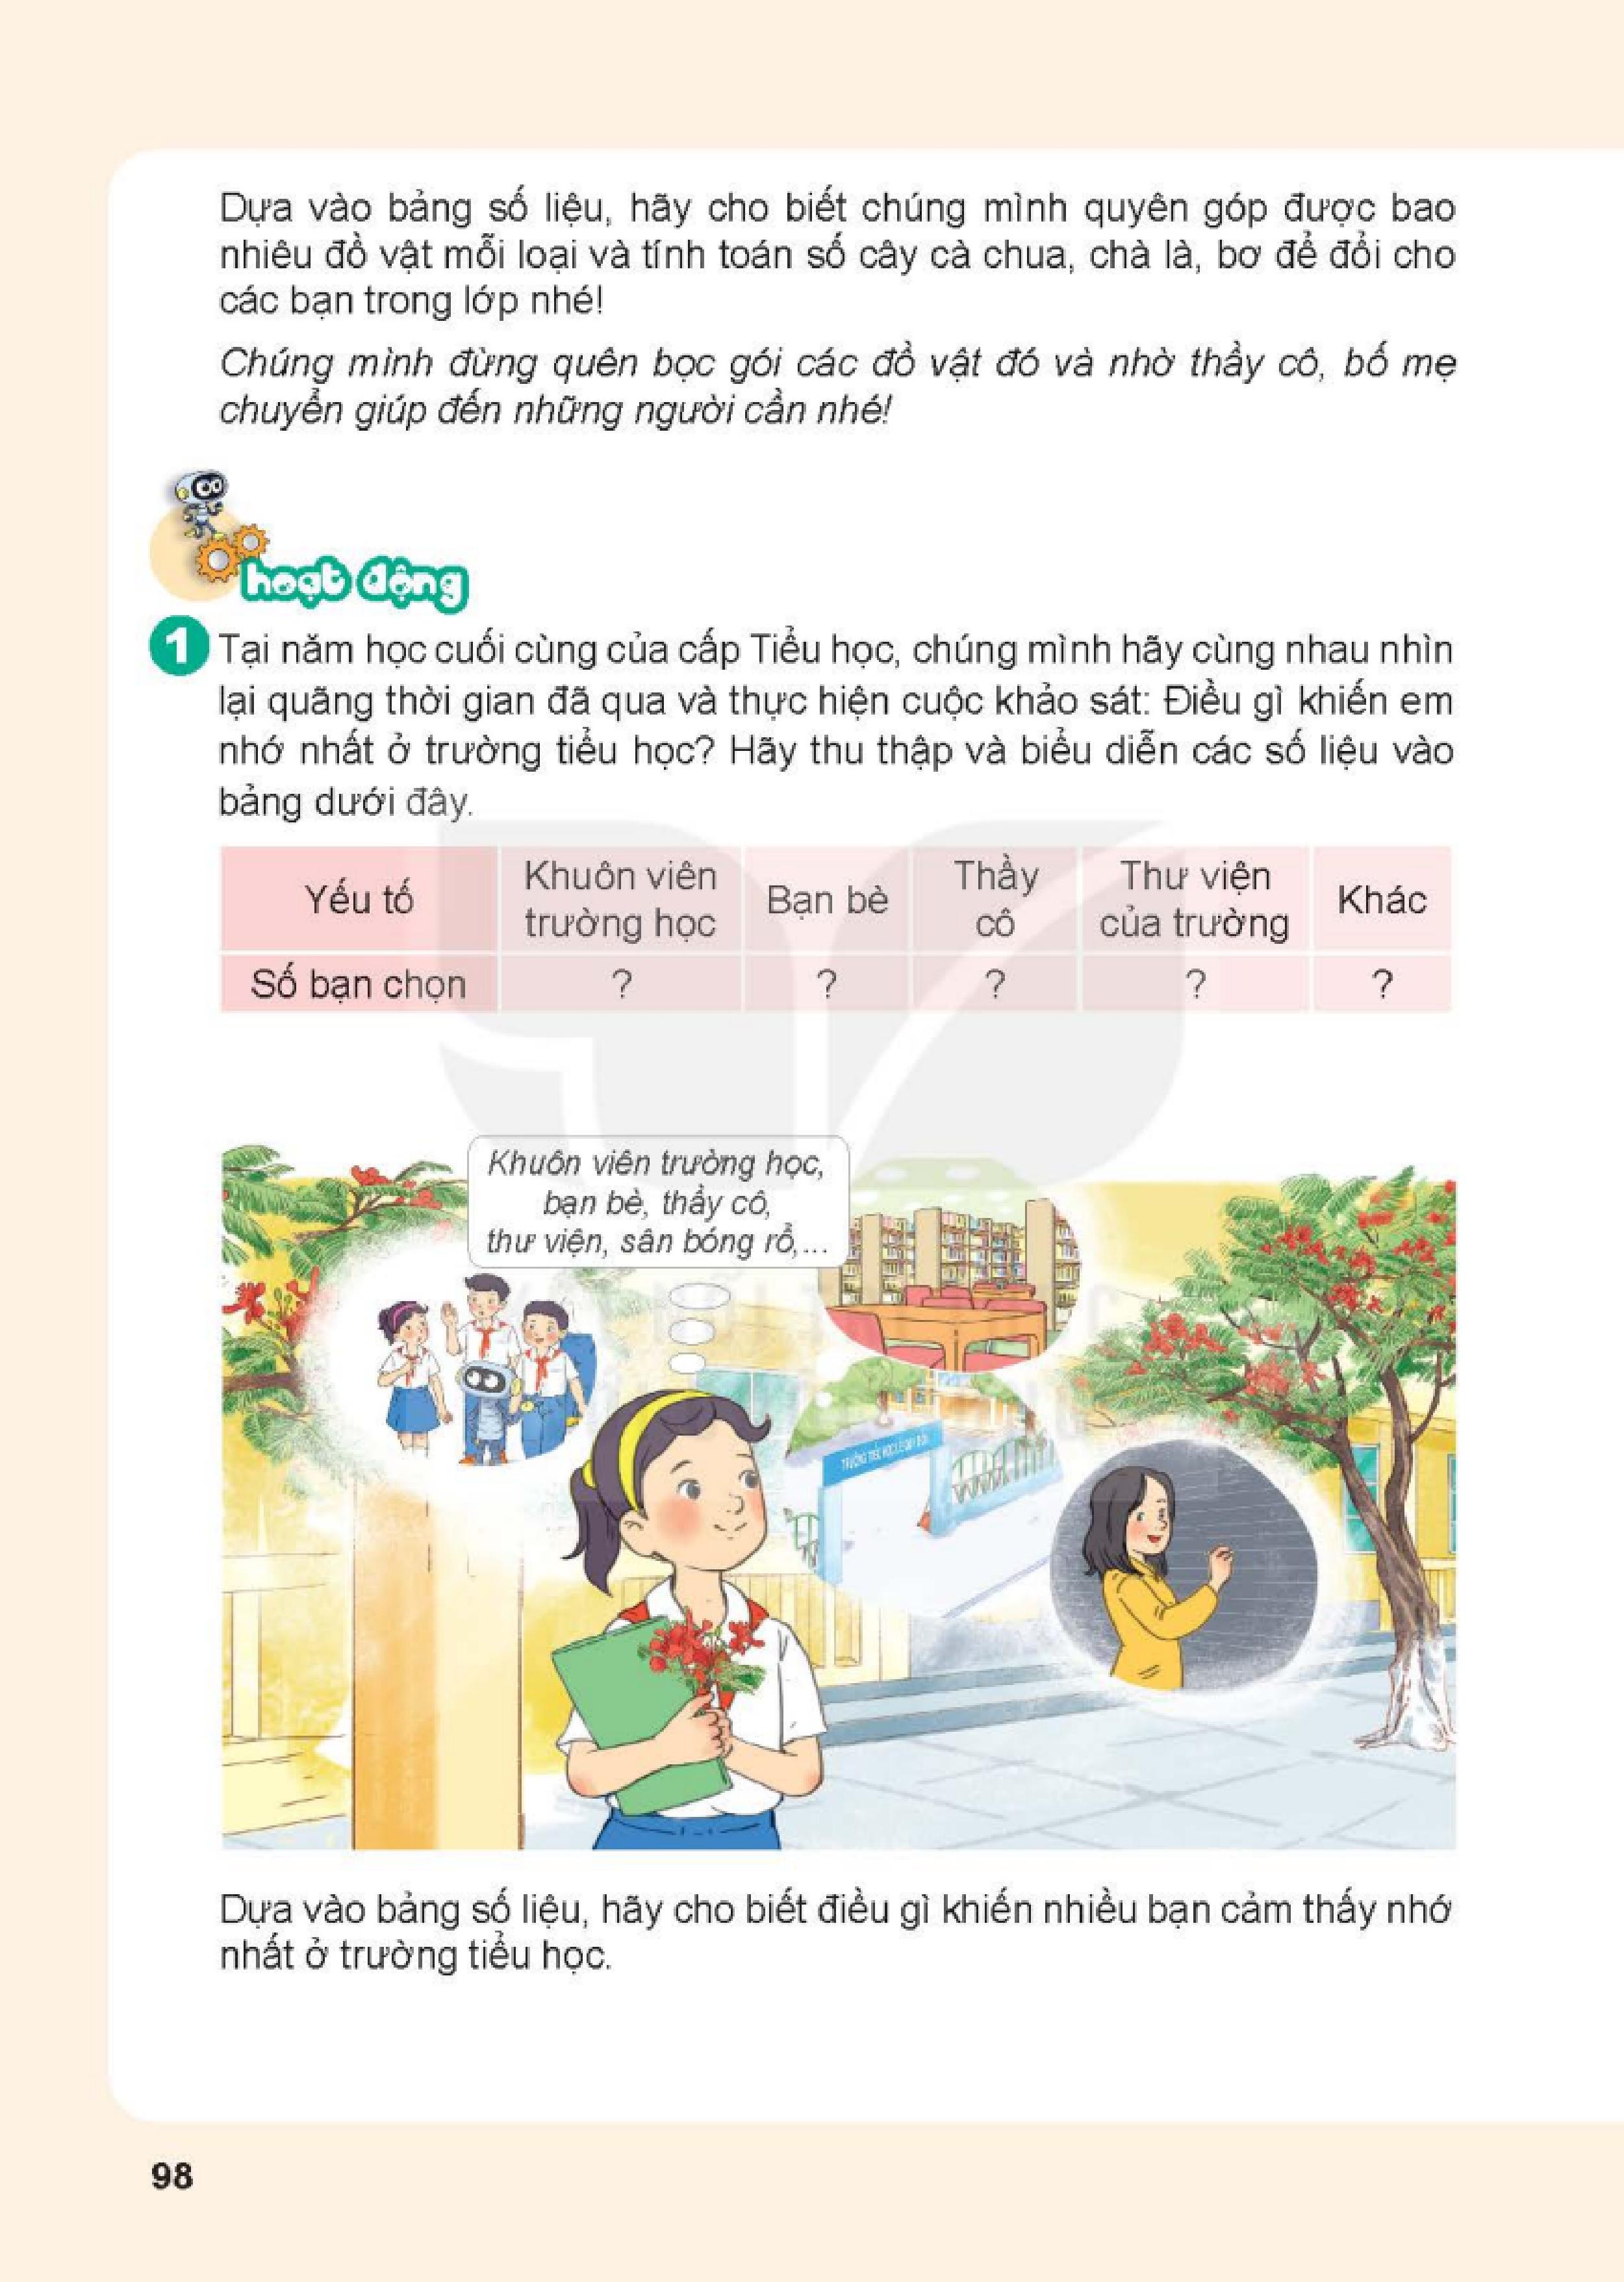 Dựa vào bảng số liệu, hãy cho biết chúng mình quyên góp được bao
nhiêu đồ vật mỗi loại và tính toán số cây cà chua, chà là, bơ để đổi cho
các bạn trong lớp nhé!
Chúng mình đừng quên bọc gói các đồ vật đó và nhờ thầy cô, bố mẹ
chuyển giúp đến những người cần nhé!
hoạt động
1 Tại năm học cuối cùng của cấp Tiểu học, chúng mình hãy cùng nhau nhìn
lại quãng thời gian đã qua và thực hiện cuộc khảo sát: Điều gì khiến em
nhớ nhất ở trường tiểu học? Hãy thu thập và biểu diễn các số liệu vào
bảng dưới đây.
Yếu tố Khuôn viên trường học Bạn bè Thầy cô Thư viện của trường Khác
Số bạn chọn ? ? ? ? ?
Khuôn viên trường học,
bạn bè, thầy cô,
thư viện, sân bóng rổ,...
Dựa vào bảng số liệu, hãy cho biết điều gì khiến nhiều bạn cảm thấy nhớ
nhất ở trường tiểu học.
98